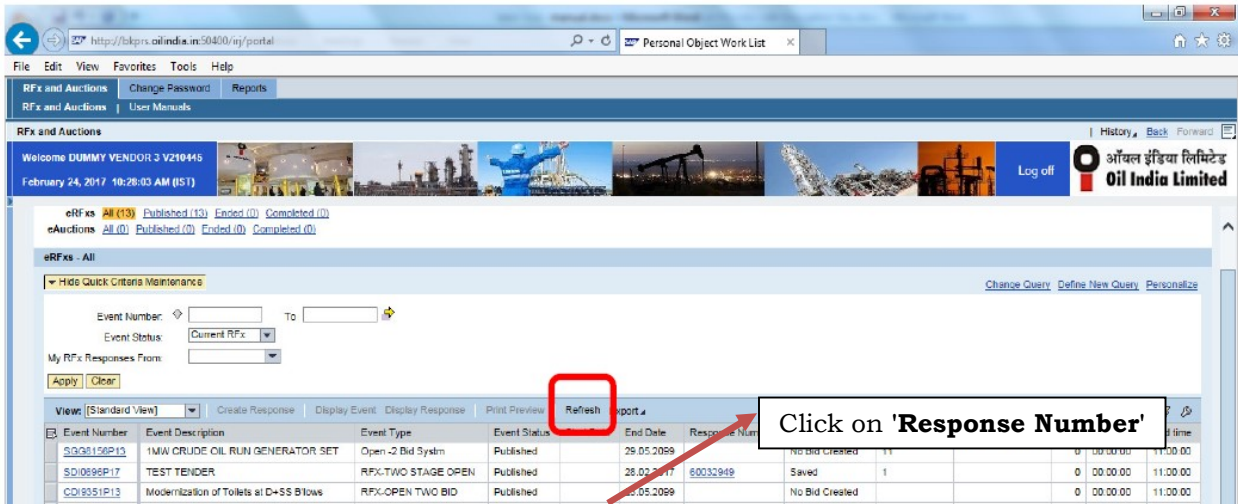 http://bkprs.oilindia.in:50400/irj/portal
Personal Object Work List
File Edit View Favorites Tools Help
RFx and Auctions Change Password Reports
RFx and Auctions | User Manuals
RFx and Auctions | History Back Forward
Welcome DUMMY VENDOR 3 V210445
February 24, 2017 10:28:03 AM (IST)
Log off
ऑयल इंडिया लिमिटेड
Oil India Limited
eRFxs All (13) Published (13) Ended (0) Completed (0)
eAuctions All (0) Published (0) Ended (0) Completed (0)
eRFxs - All
Hide Quick Criteria Maintenance Change Query Define New Query Personalize
Event Number: To
Event Status: Current RFx
My RFx Responses From:
Apply Clear
View: [Standard View] Create Response Display Event Display Response Print Preview Refresh Export
Click on 'Response Number'
Event Number Event Description Event Type Event Status End Date
SGG8156P13 1MW CRUDE OIL RUN GENERATOR SET Open -2 Bid Systm Published 29.05.2099 No Bid Created 11 0 00:00:00 11:00:00
SDI0696P17 TEST TENDER RFX-TWO STAGE OPEN Published 60032949 Saved 1 0 00:00:00 11:00:00
CDI9351P13 Modernization of Toilets at D+SS B'lows RFX-OPEN TWO BID Published No Bid Created 0 00:00:00 11:00:00